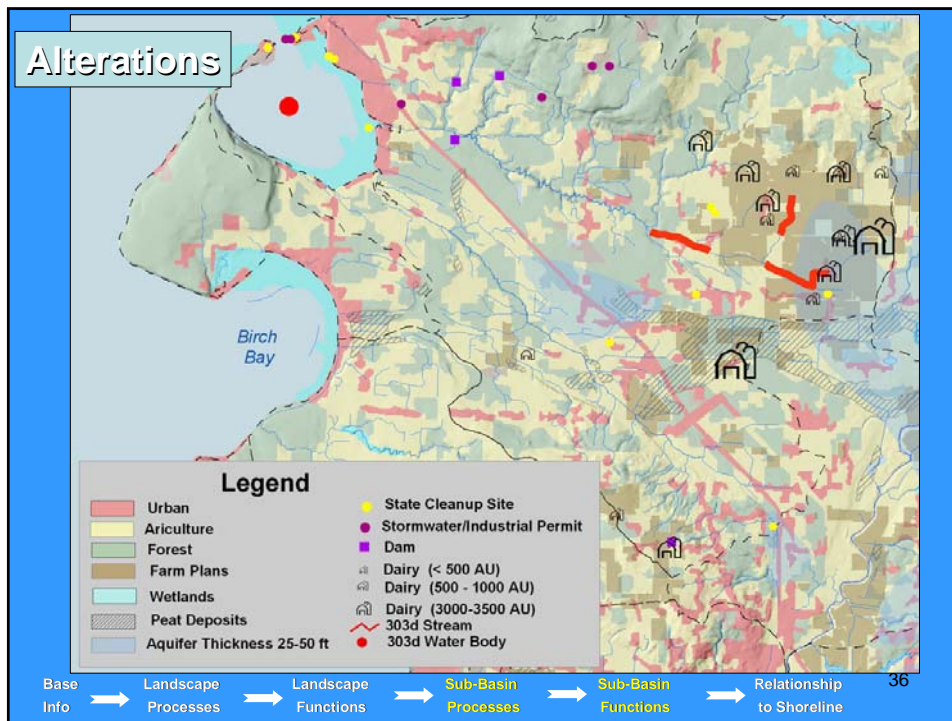 Alterations
Birch
Bay
Legend
Urban
Ariculture
Forest
Farm Plans
Wetlands
Peat Deposits
Aquifer Thickness 25-50 ft
State Cleanup Site
Stormwater/Industrial Permit
Dam
Dairy (< 500 AU)
Dairy (500 - 1000 AU)
Dairy (3000-3500 AU)
303d Stream
303d Water Body
36
Base
Info
Landscape
Processes
Landscape
Functions
Sub-Basin
Processes
Sub-Basin
Functions
Relationship
to Shoreline